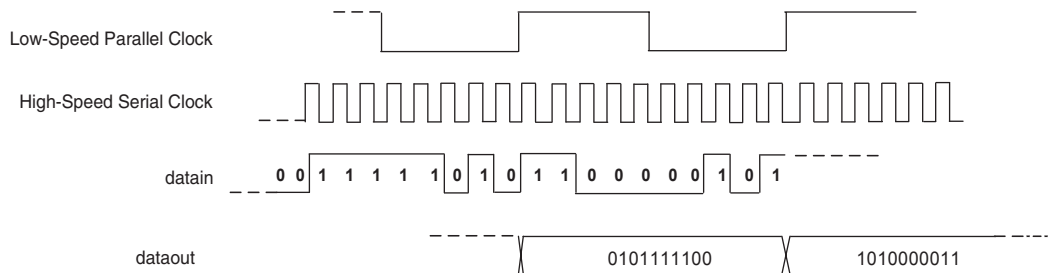 Low-Speed Parallel Clock
High-Speed Serial Clock
datain
0 0 1 1 1 1 1 0 1 0 1 1 0 0 0 0 0 1 0 1
dataout
0101111100
1010000011